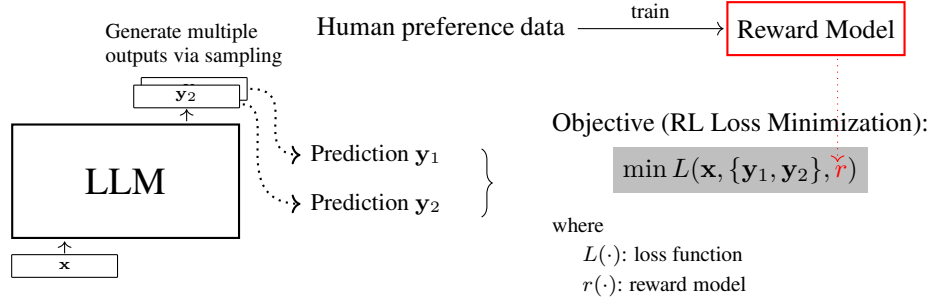 Generate multiple
outputs via sampling
Human preference data
train
Reward Model
y₂
LLM
x
Prediction y₁
Prediction y₂
Objective (RL Loss Minimization):
min L(x, {y₁, y₂}, r)
where
L(·): loss function
r(·): reward model